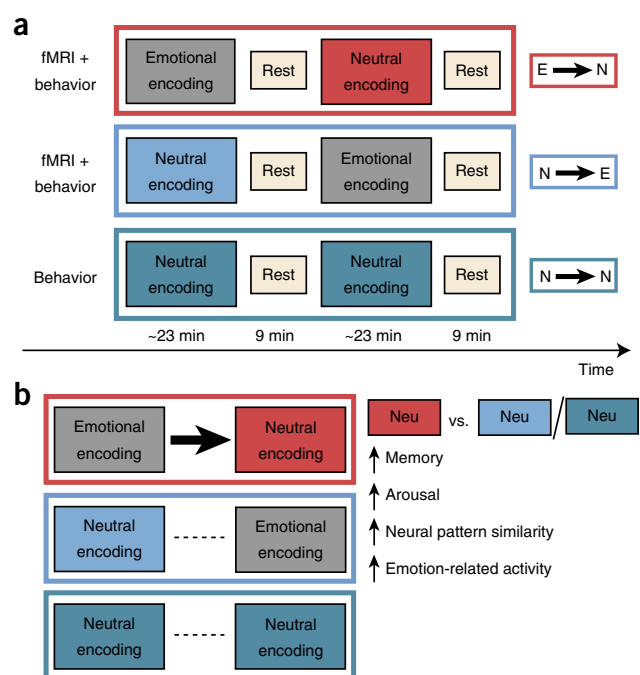 a
fMRI +
behavior
Emotional
encoding
Rest
Neutral
encoding
Rest
E N
fMRI +
behavior
Neutral
encoding
Rest
Emotional
encoding
Rest
N E
Behavior
Neutral
encoding
Rest
Neutral
encoding
Rest
N N
~23 min 9 min ~23 min 9 min
Time
b
Emotional
encoding
Neutral
encoding
Neu vs. Neu / Neu
Memory
Arousal
Neural pattern similarity
Emotion-related activity
Neutral
encoding
Emotional
encoding
Neutral
encoding
Neutral
encoding